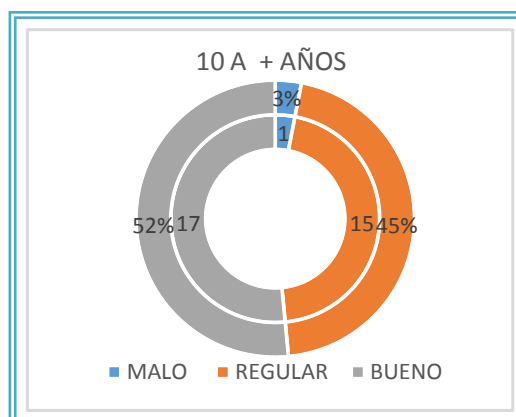 10 A + AÑOS
3%
1
52%
17
15
45%
MALO
REGULAR
BUENO